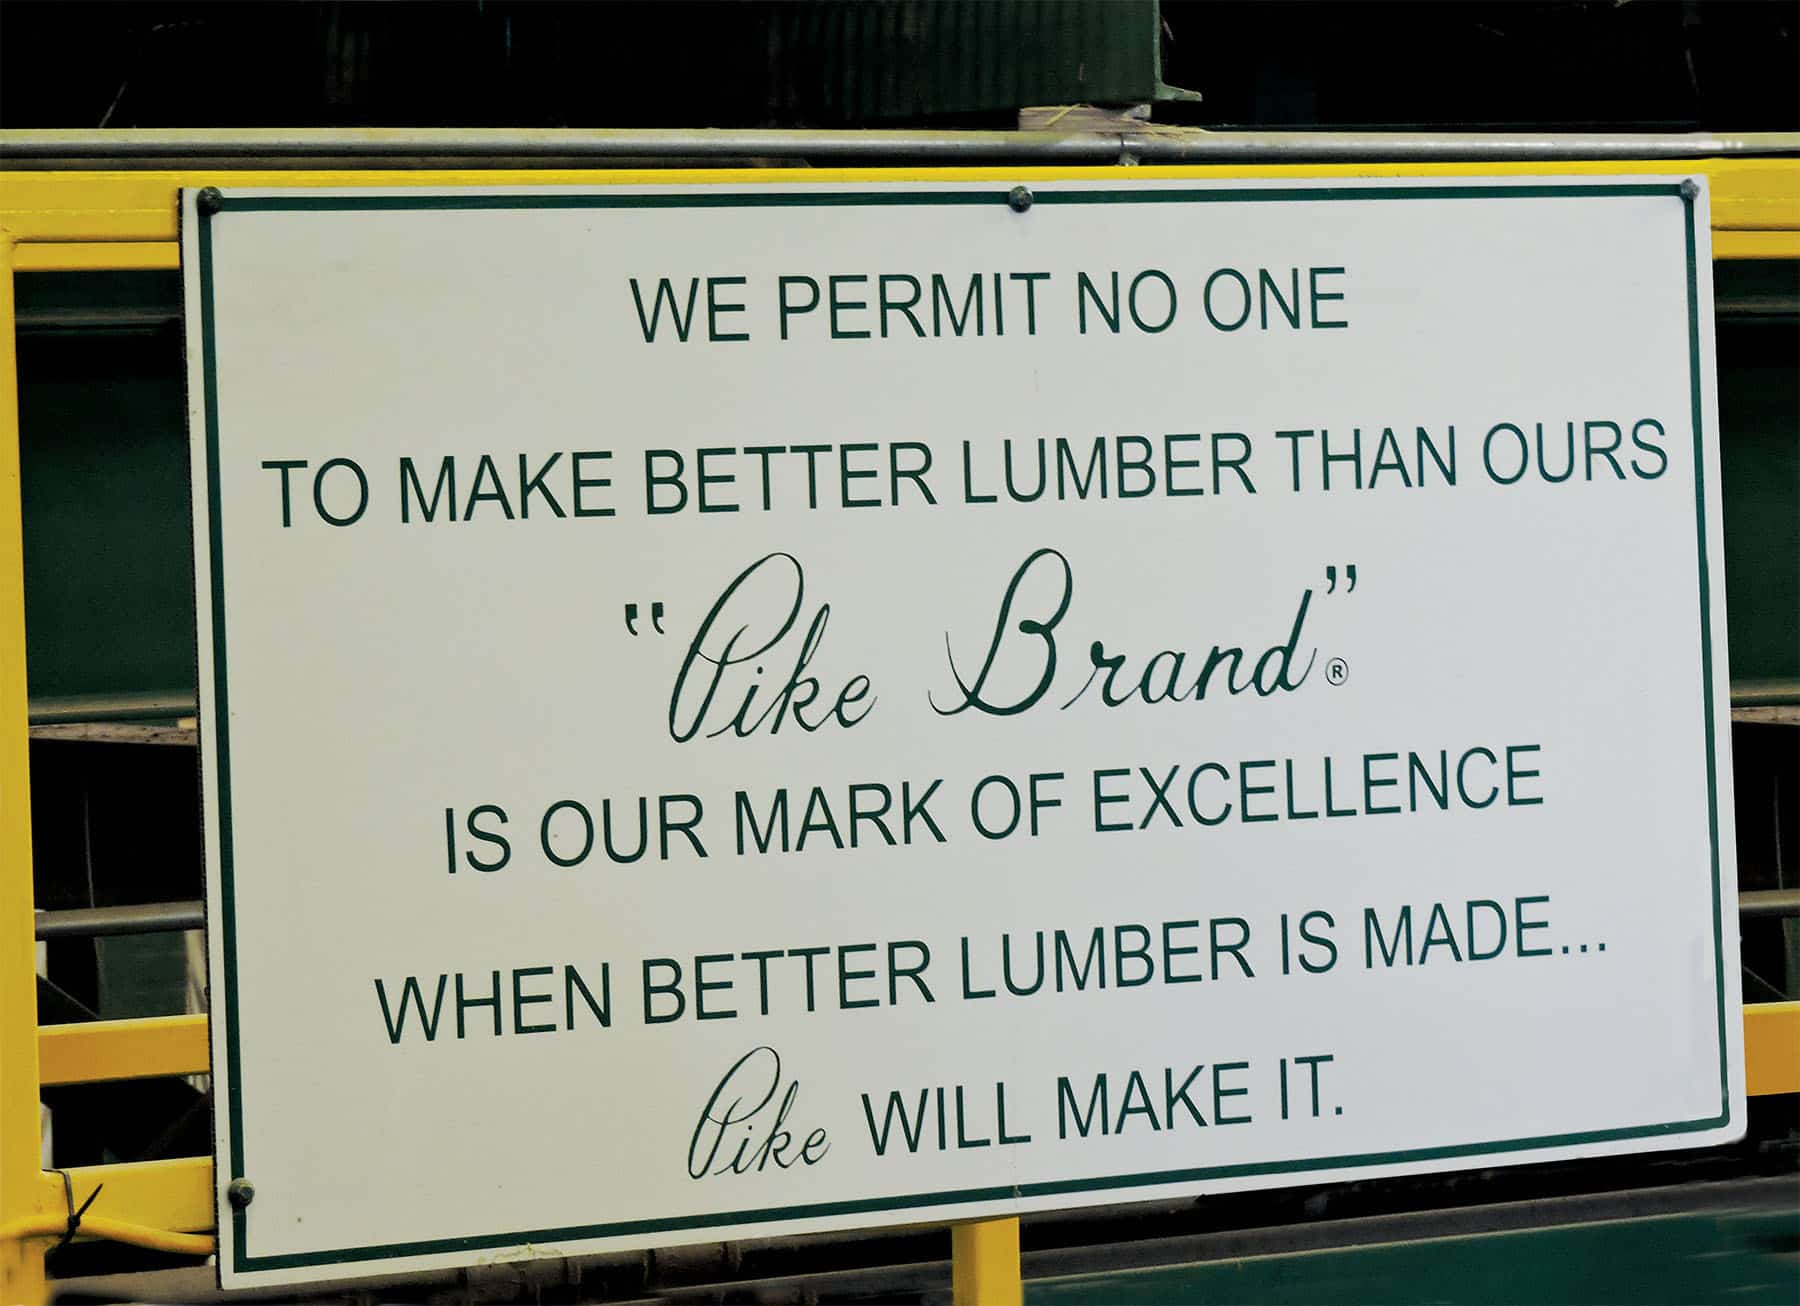 WE PERMIT NO ONE
TO MAKE BETTER LUMBER THAN OURS
"Pike Brand"®
IS OUR MARK OF EXCELLENCE
WHEN BETTER LUMBER IS MADE...
Pike WILL MAKE IT.